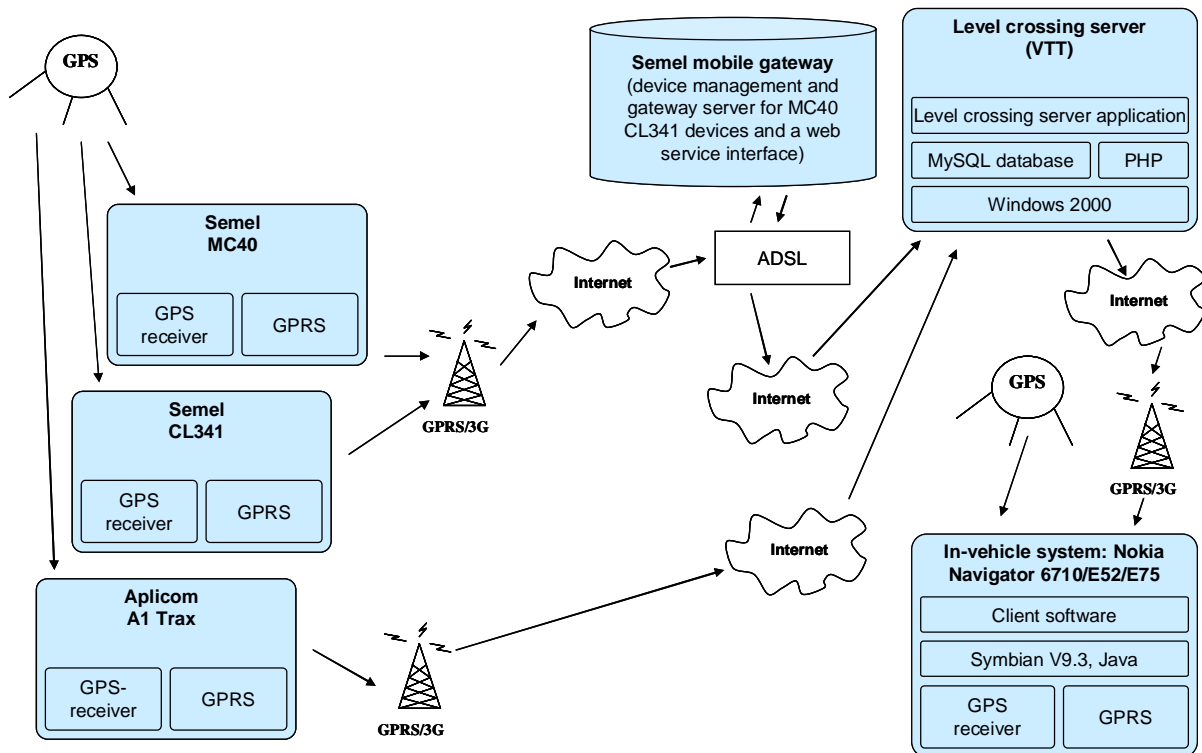 GPS
Semel
MC40
GPS
receiver
GPRS
Semel
CL341
GPS
receiver
GPRS
Aplicom
A1 Trax
GPS-
receiver
GPRS
GPRS/3G
GPRS/3G
Internet
Semel mobile gateway
(device management and
gateway server for MC40
CL341 devices and a web
service interface)
ADSL
Internet
Internet
Level crossing server
(VTT)
Level crossing server application
MySQL database
PHP
Windows 2000
Internet
GPS
GPRS/3G
In-vehicle system: Nokia
Navigator 6710/E52/E75
Client software
Symbian V9.3, Java
GPS
receiver
GPRS